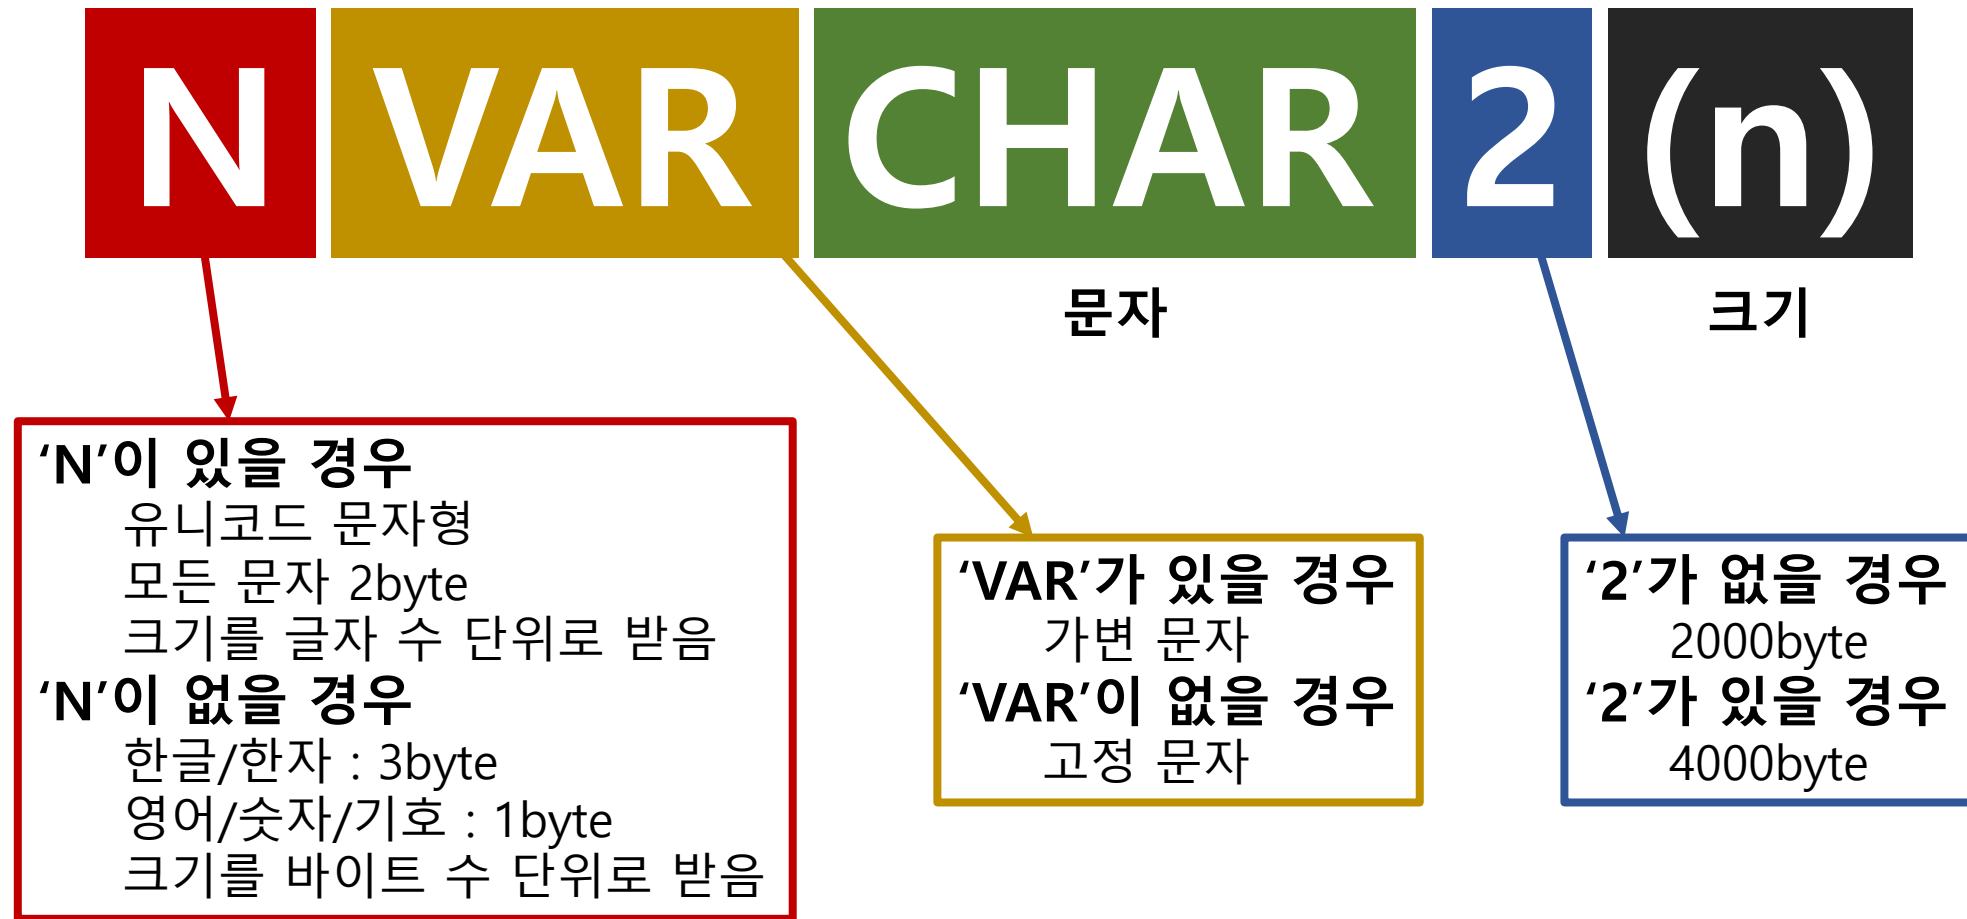 N VAR CHAR 2 (n)
문자
크기
‘N’이 있을 경우
유니코드 문자형
모든 문자 2byte
크기를 글자 수 단위로 받음
‘N’이 없을 경우
한글/한자 : 3byte
영어/숫자/기호 : 1byte
크기를 바이트 수 단위로 받음
‘VAR’가 있을 경우
가변 문자
‘VAR’이 없을 경우
고정 문자
‘2’가 없을 경우
2000byte
‘2’가 있을 경우
4000byte